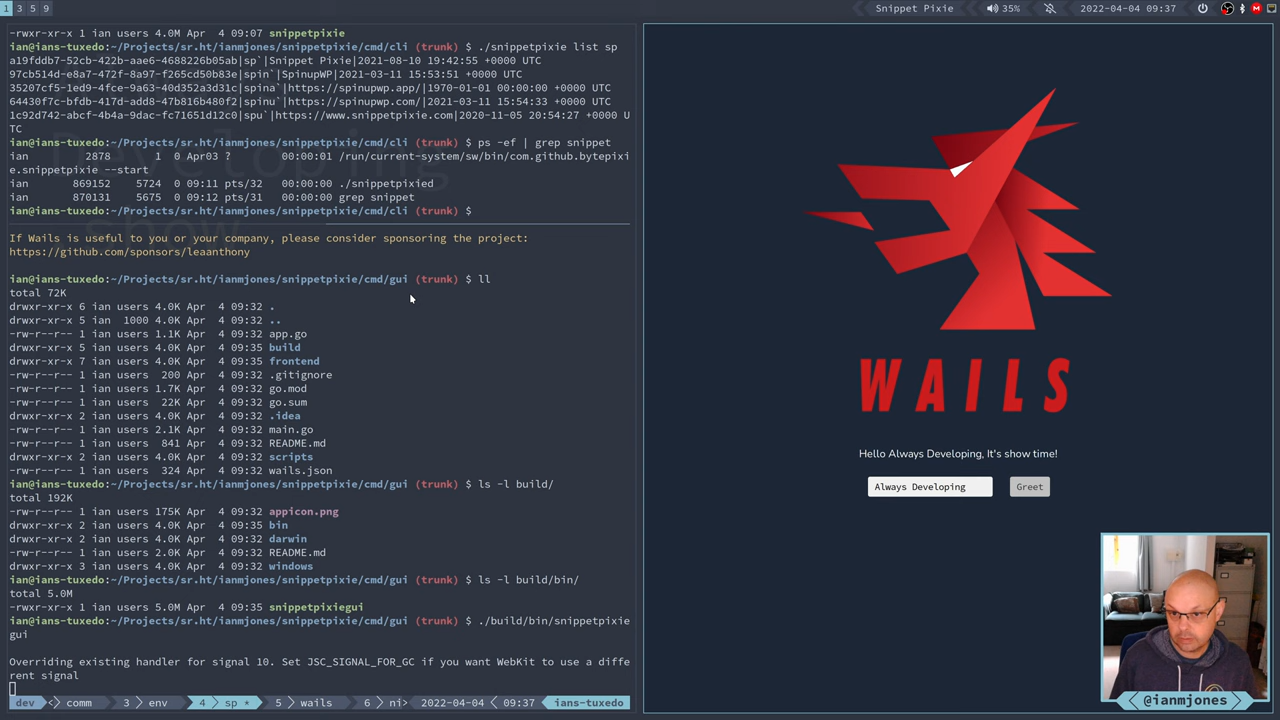 1 3 5 9
Snippet Pixie 35% 2022-04-04 09:37
-rwxr-xr-x 1 ian users 4.0M Apr  4 09:07 snippetpixie
ian@ians-tuxedo:~/Projects/sr.ht/ianmjones/snippetpixie/cmd/cli (trunk) $ ./snippetpixie list sp
a19fddb7-52cb-422b-aae6-4688226b05ab|sp`|Snippet Pixie|2021-08-10 19:42:55 +0000 UTC
97cb514d-e8a7-472f-8a97-f265cd50b83e|spin`|SpinupWP|2021-03-11 15:53:51 +0000 UTC
35207cf5-1ed9-4fce-9a63-40d352a3d31c|spina`|https://spinupwp.app/|1970-01-01 00:00:00 +0000 UTC
64430f7c-bfdb-417d-add8-47b816b480f2|spinu`|https://spinupwp.com/|2021-03-11 15:54:33 +0000 UTC
1c92d742-abcf-4b4a-9dac-fc71651d12c0|spu`|https://www.snippetpixie.com|2020-11-05 20:54:27 +0000 U
TC
ian@ians-tuxedo:~/Projects/sr.ht/ianmjones/snippetpixie/cmd/cli (trunk) $ ps -ef | grep snippet
ian        2878       1  0 Apr03 ?        00:00:01 /run/current-system/sw/bin/com.github.bytepixi
e.snippetpixie --start
ian      869152    5724  0 09:11 pts/32   00:00:00 ./snippetpixied
ian      870131    5675  0 09:12 pts/31   00:00:00 grep snippet
ian@ians-tuxedo:~/Projects/sr.ht/ianmjones/snippetpixie/cmd/cli (trunk) $
If Wails is useful to you or your company, please consider sponsoring the project:
https://github.com/sponsors/leaanthony
ian@ians-tuxedo:~/Projects/sr.ht/ianmjones/snippetpixie/cmd/gui (trunk) $ ll
total 72K
drwxr-xr-x 6 ian users 4.0K Apr  4 09:32 .
drwxr-xr-x 5 ian  1000 4.0K Apr  4 09:32 ..
-rw-r--r-- 1 ian users 1.1K Apr  4 09:32 app.go
drwxr-xr-x 5 ian users 4.0K Apr  4 09:35 build
drwxr-xr-x 7 ian users 4.0K Apr  4 09:35 frontend
-rw-r--r-- 1 ian users  200 Apr  4 09:32 .gitignore
-rw-r--r-- 1 ian users 1.7K Apr  4 09:32 go.mod
-rw-r--r-- 1 ian users  22K Apr  4 09:32 go.sum
drwxr-xr-x 2 ian users 4.0K Apr  4 09:32 .idea
-rw-r--r-- 1 ian users 2.1K Apr  4 09:32 main.go
-rw-r--r-- 1 ian users  841 Apr  4 09:32 README.md
drwxr-xr-x 2 ian users 4.0K Apr  4 09:32 scripts
-rw-r--r-- 1 ian users  324 Apr  4 09:32 wails.json
ian@ians-tuxedo:~/Projects/sr.ht/ianmjones/snippetpixie/cmd/gui (trunk) $ ls -l build/
total 192K
-rw-r--r-- 1 ian users 175K Apr  4 09:32 appicon.png
drwxr-xr-x 2 ian users 4.0K Apr  4 09:35 bin
drwxr-xr-x 2 ian users 4.0K Apr  4 09:32 darwin
-rw-r--r-- 1 ian users 2.0K Apr  4 09:32 README.md
drwxr-xr-x 3 ian users 4.0K Apr  4 09:32 windows
ian@ians-tuxedo:~/Projects/sr.ht/ianmjones/snippetpixie/cmd/gui (trunk) $ ls -l build/bin/
total 5.0M
-rwxr-xr-x 1 ian users 5.0M Apr  4 09:35 snippetpixiegui
ian@ians-tuxedo:~/Projects/sr.ht/ianmjones/snippetpixie/cmd/gui (trunk) $ ./build/bin/snippetpixie
gui
Overriding existing handler for signal 10. Set JSC_SIGNAL_FOR_GC if you want WebKit to use a diffe
rent signal
dev comm 3 env 4 sp * 5 wails 6 ni> 2022-04-04 09:37 ians-tuxedo
WAILS
Hello Always Developing, It's show time!
Always Developing Greet
@ianmjones